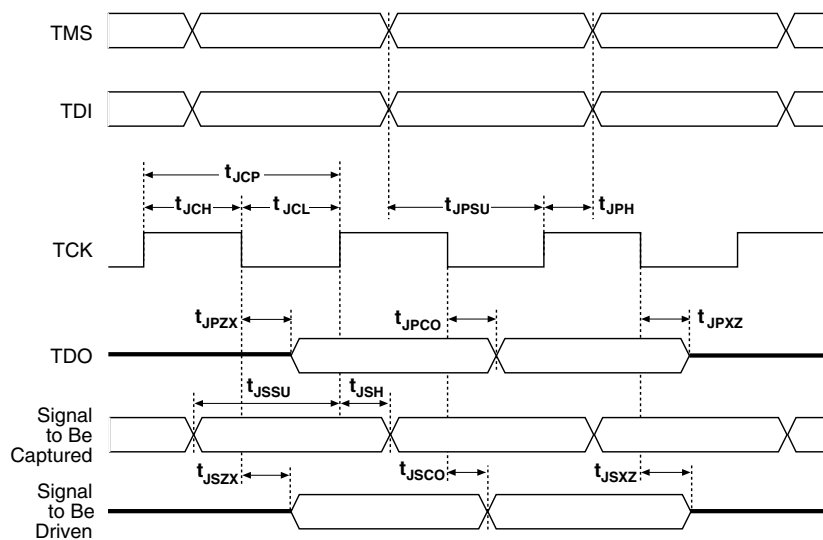 TMS
TDI
tJCP
tJCH
tJCL
tJPSU
tJPH
TCK
tJPZX
tJPCO
tJPXZ
TDO
tJSSU
tJSH
Signal
to Be
Captured
tJSZX
tJSCO
tJSXZ
Signal
to Be
Driven